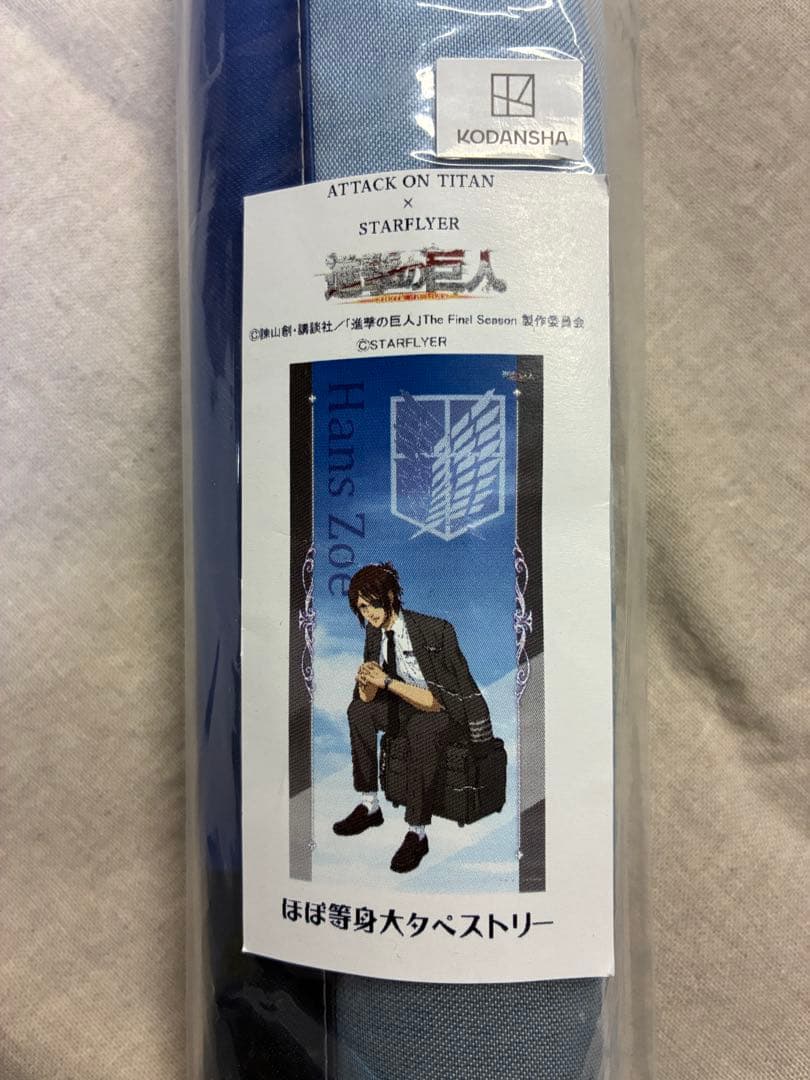 KODANSHA
ATTACK ON TITAN
×
STARFLYER
進撃の巨人
©諫山創・講談社／「進撃の巨人」The Final Season 製作委員会
©STARFLYER
Hans Zoe
ほぼ等身大タペストリー